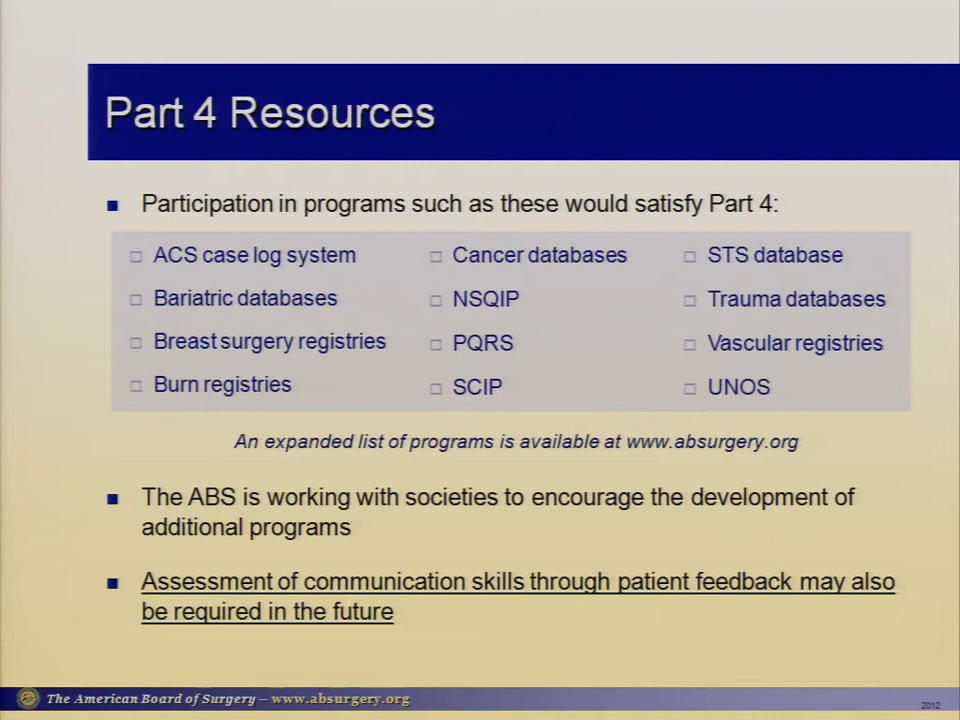 Part 4 Resources
Participation in programs such as these would satisfy Part 4:
ACS case log system
Bariatric databases
Breast surgery registries
Burn registries
Cancer databases
NSQIP
PQRS
SCIP
STS database
Trauma databases
Vascular registries
UNOS
An expanded list of programs is available at www.absurgery.org
The ABS is working with societies to encourage the development of
additional programs
Assessment of communication skills through patient feedback may also
be required in the future
The American Board of Surgery – www.absurgery.org
2012